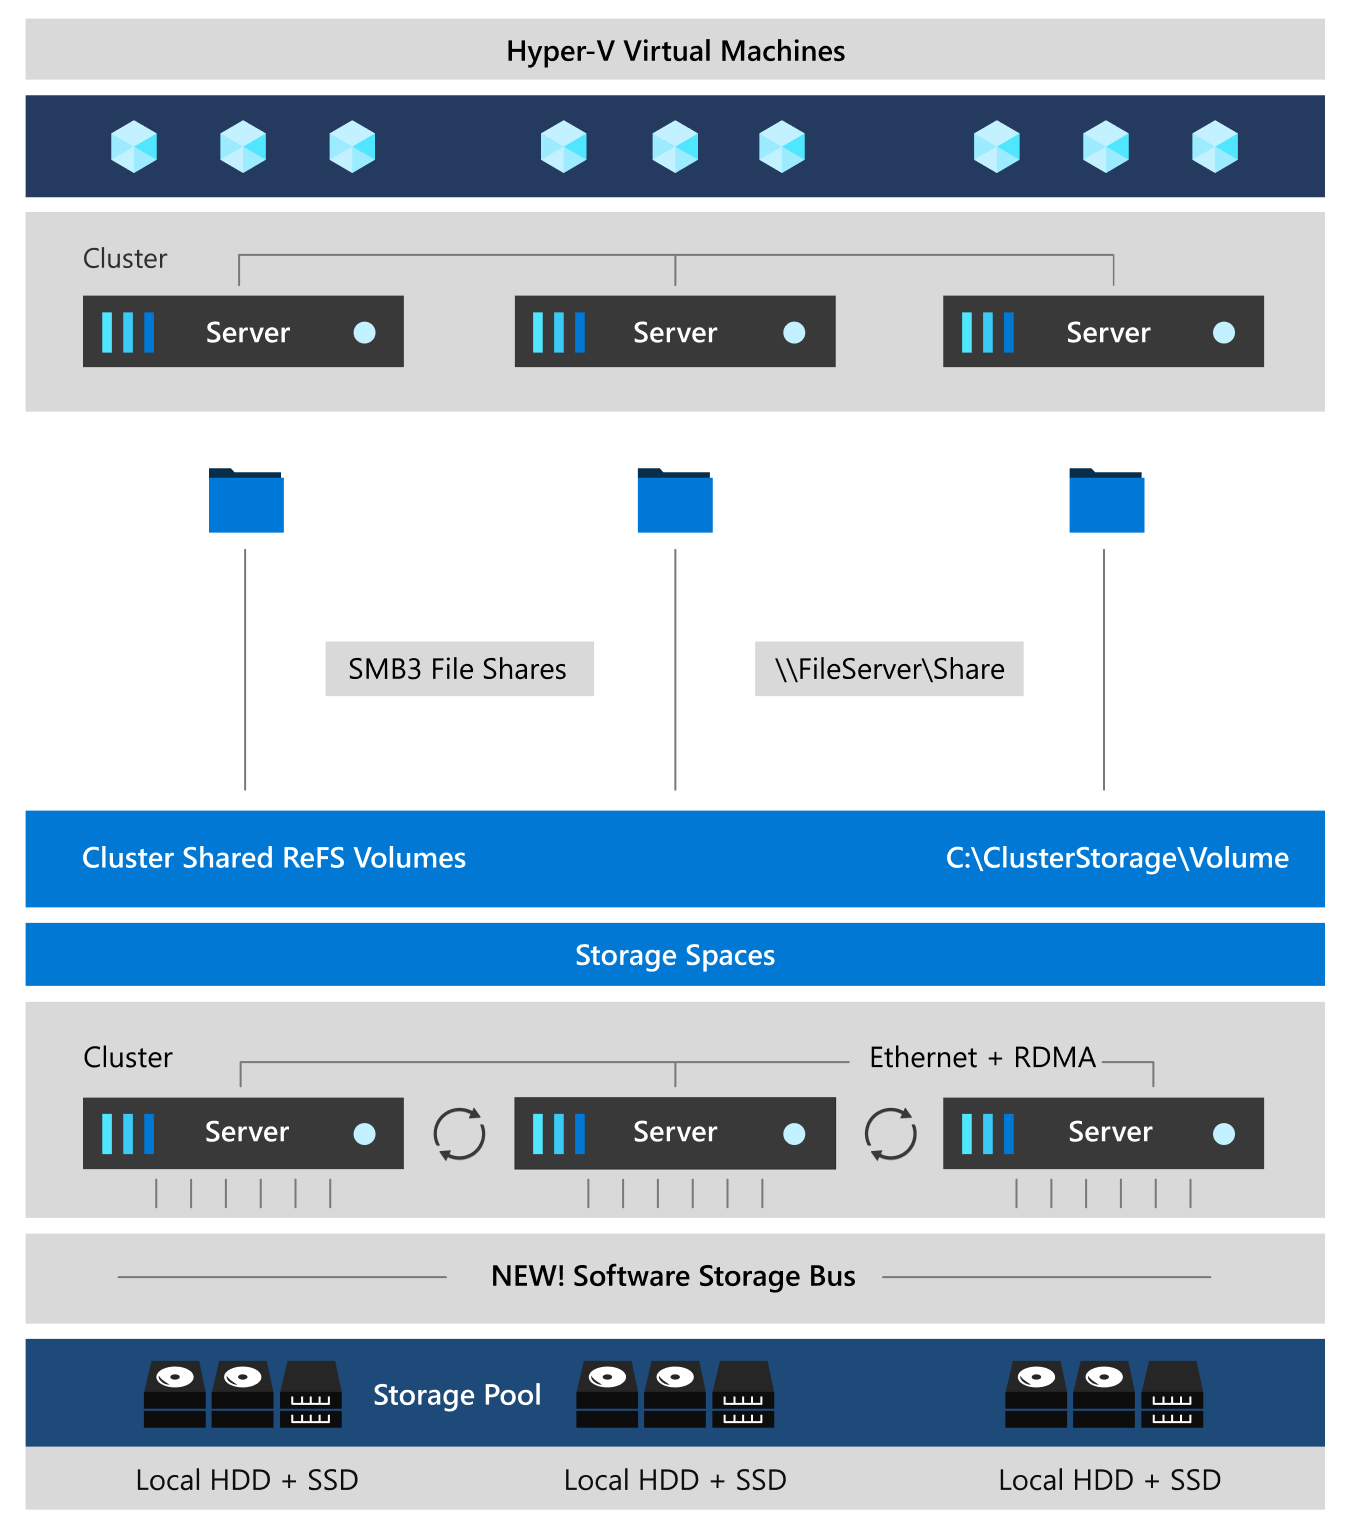 Hyper-V Virtual Machines
Cluster
Server
Server
Server
SMB3 File Shares
\\FileServer\Share
Cluster Shared ReFS Volumes
C:\ClusterStorage\Volume
Storage Spaces
Cluster
Ethernet + RDMA
Server
Server
Server
NEW! Software Storage Bus
Storage Pool
Local HDD + SSD
Local HDD + SSD
Local HDD + SSD